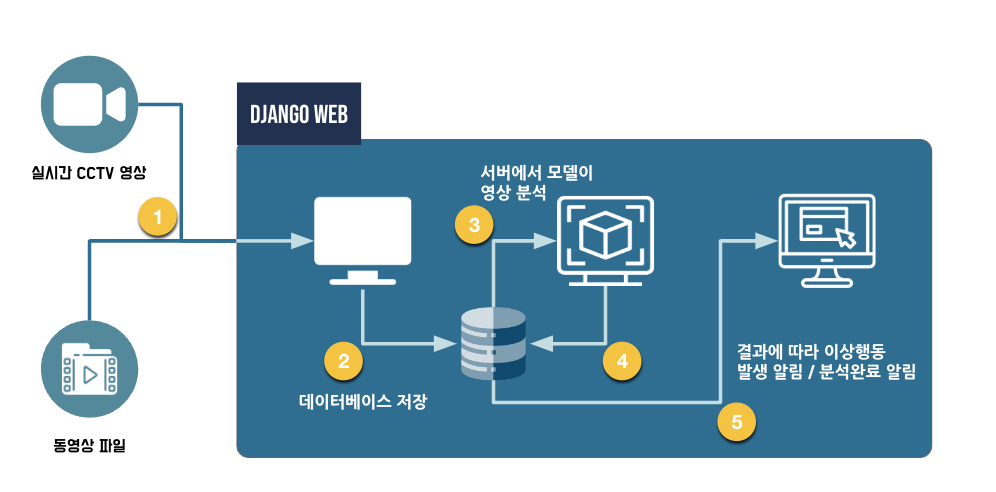 DJANGO WEB
실시간 CCTV 영상
1
동영상 파일
2
데이터베이스 저장
서버에서 모델이
영상 분석
3
4
결과에 따라 이상행동
발생 알림 / 분석완료 알림
5